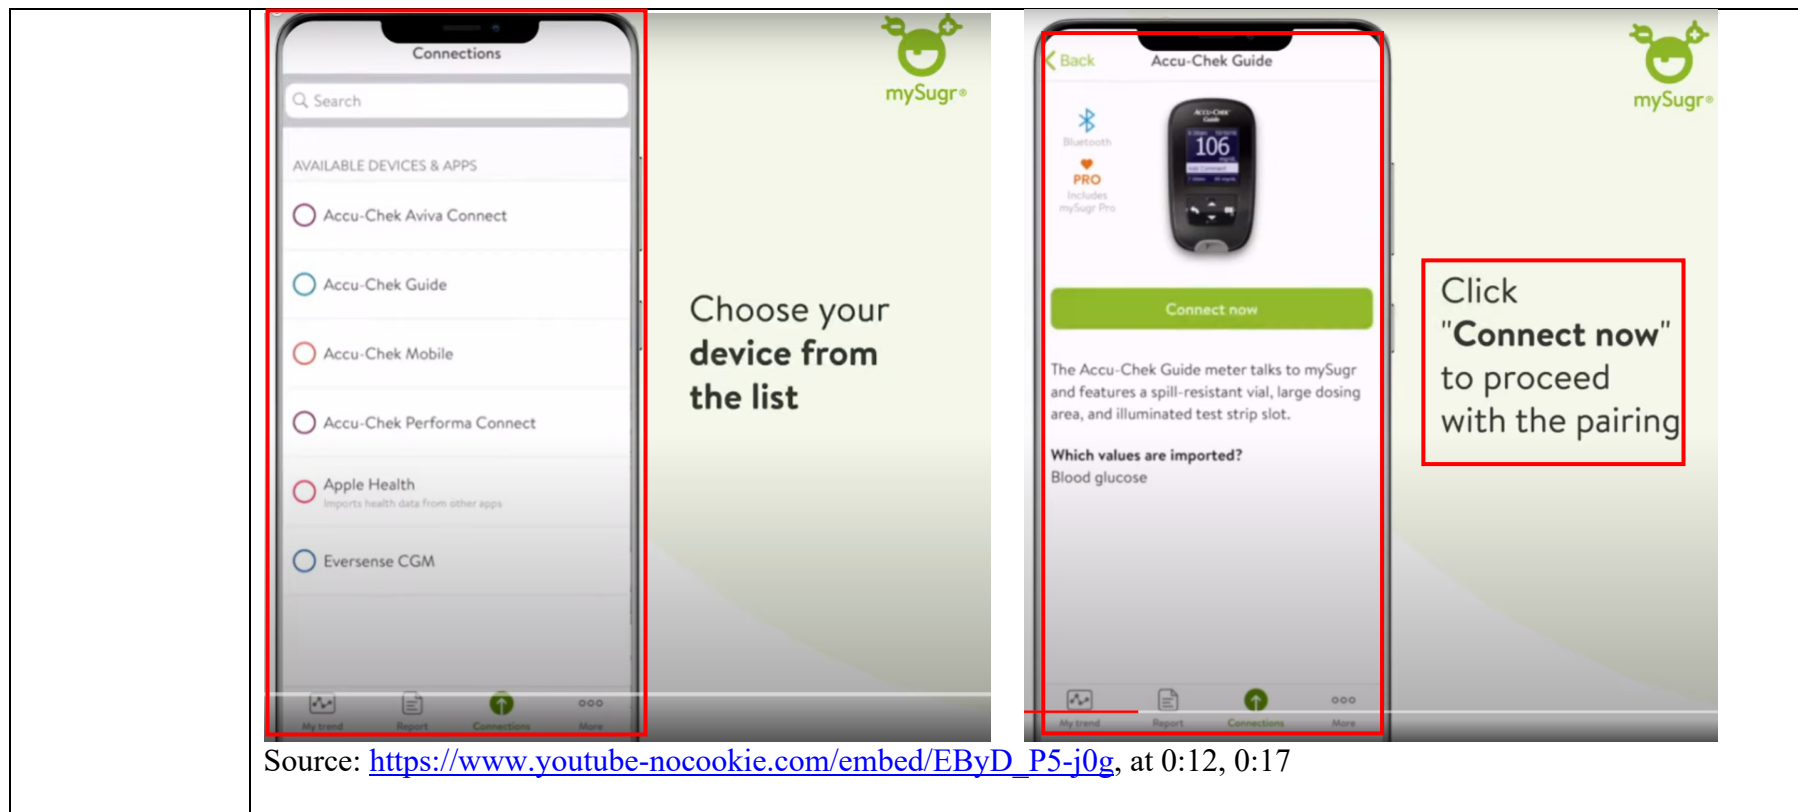 Connections
Search
AVAILABLE DEVICES & APPS
Accu-Chek Aviva Connect
Accu-Chek Guide
Accu-Chek Mobile
Accu-Chek Performa Connect
Apple Health
Imports health data from other apps
Eversense CGM
My trend Report Connections More
mySugr®
Choose your
device from
the list
Back Accu-Chek Guide
Bluetooth
PRO
Includes
mySugr Pro
ACCU-CHEK
Guide
106
mg/dL
Connect now
The Accu-Chek Guide meter talks to mySugr
and features a spill-resistant vial, large dosing
area, and illuminated test strip slot.
Which values are imported?
Blood glucose
My trend Report Connections More
mySugr®
Click
"Connect now"
to proceed
with the pairing
Source: https://www.youtube-nocookie.com/embed/EByD_P5-j0g, at 0:12, 0:17